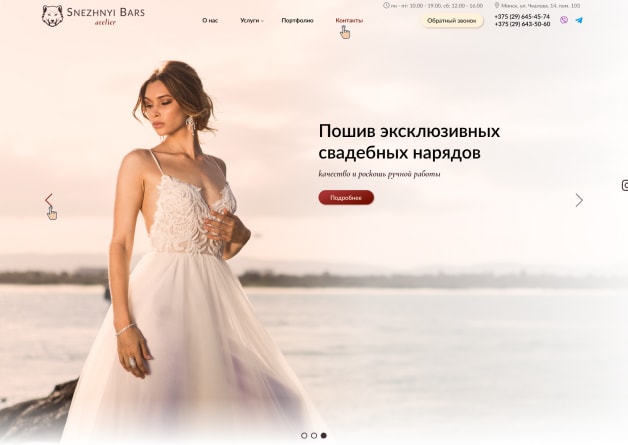 SNEZHNYI BARS
atelier
пн - пт: 10.00 - 19.00, сб: 12.00 - 16.00
Минск, ул. Чкалова, 14, пом. 103
О нас
Услуги
Портфолио
Контакты
Обратный звонок
+375 (29) 645-45-74
+375 (29) 643-50-60
Пошив эксклюзивных
свадебных нарядов
качество и роскошь ручной работы
Подробнее